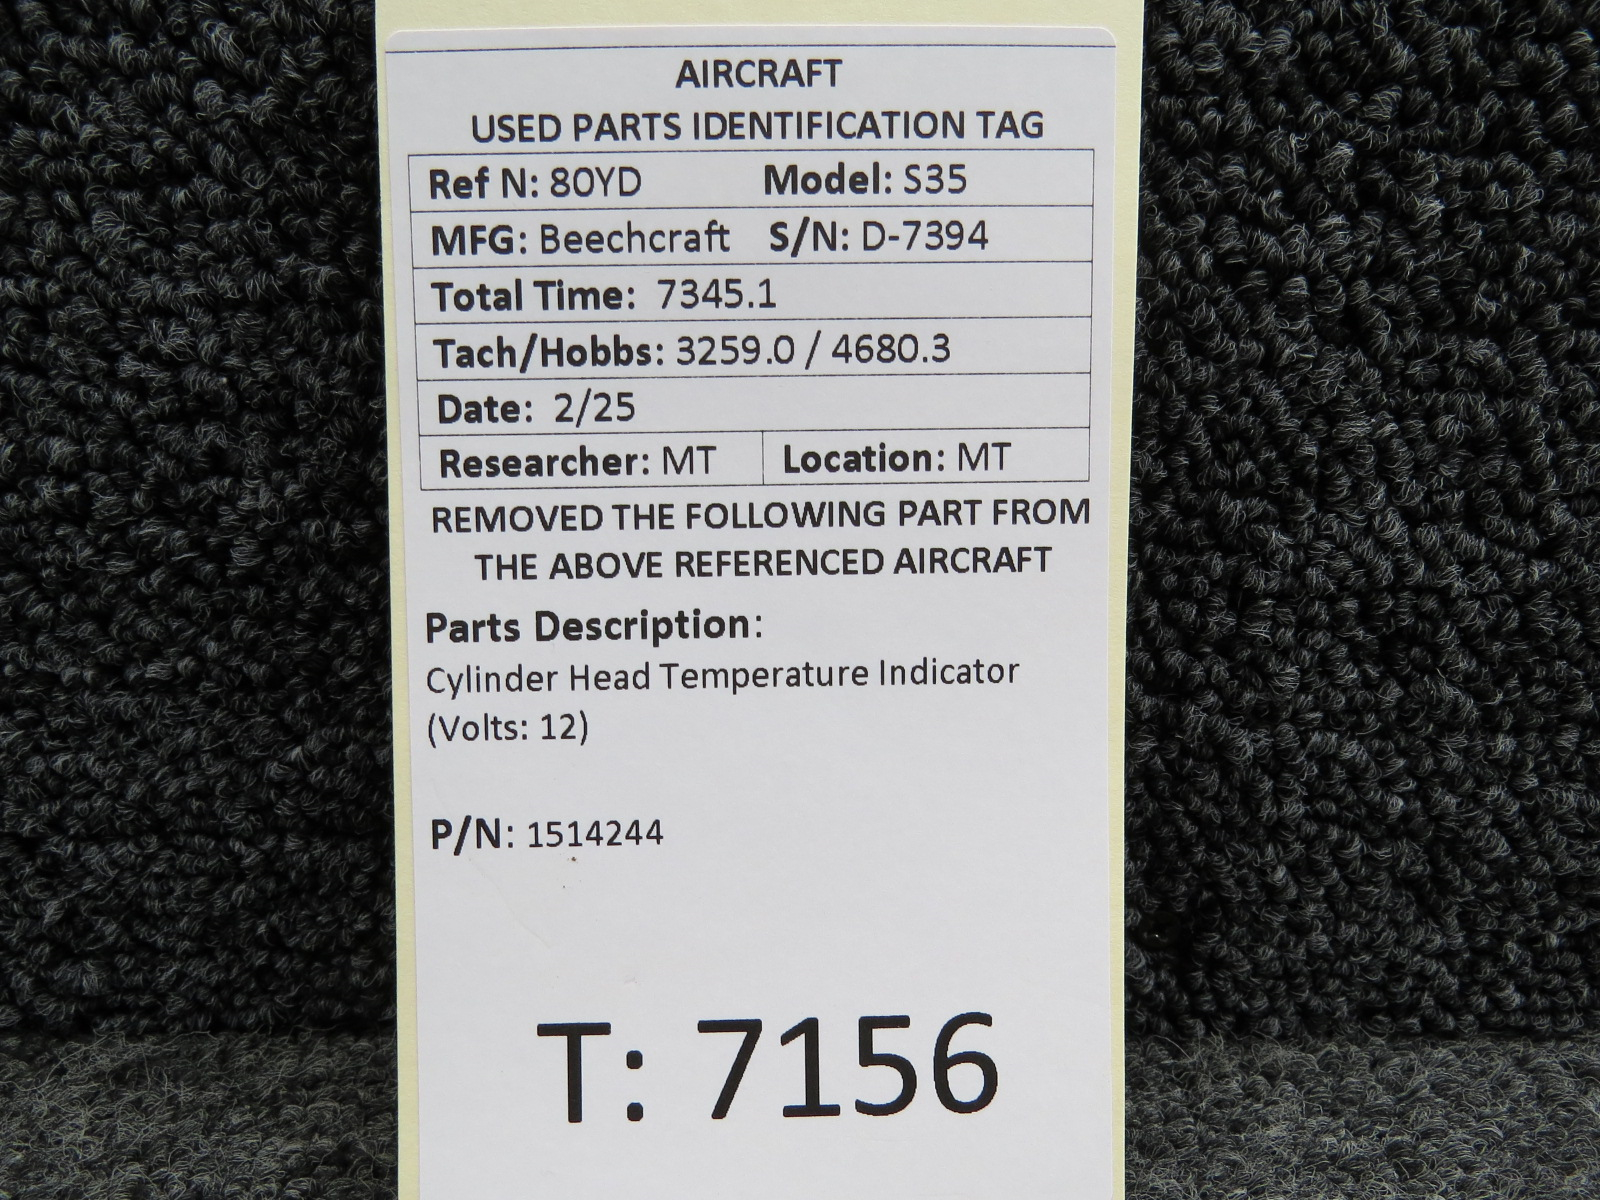 AIRCRAFT
USED PARTS IDENTIFICATION TAG
Ref N: 80YD Model: S35
MFG: Beechcraft S/N: D-7394
Total Time: 7345.1
Tach/Hobbs: 3259.0 / 4680.3
Date: 2/25
Researcher: MT Location: MT
REMOVED THE FOLLOWING PART FROM
THE ABOVE REFERENCED AIRCRAFT
Parts Description:
Cylinder Head Temperature Indicator
(Volts: 12)
P/N: 1514244
T: 7156